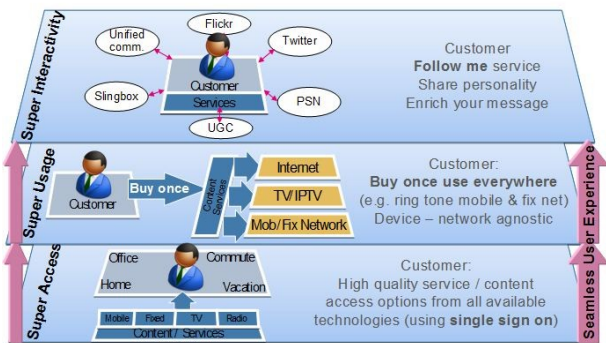 Super Interactivity
Flickr
Unified
comm.
Twitter
Slingbox
Customer
Services
PSN
UGC
Customer
Follow me service
Share personality
Enrich your message
Super Usage
Customer
Buy once
Content
Services
Internet
TV/IPTV
Mob/Fix Network
Customer:
Buy once use everywhere
(e.g. ring tone mobile & fix net)
Device – network agnostic
Super Access
Office
Commute
Home
Vacation
Mobile
Fixed
TV
Radio
Content / Services
Customer:
High quality service / content
access options from all available
technologies (using single sign on)
Seamless User Experience